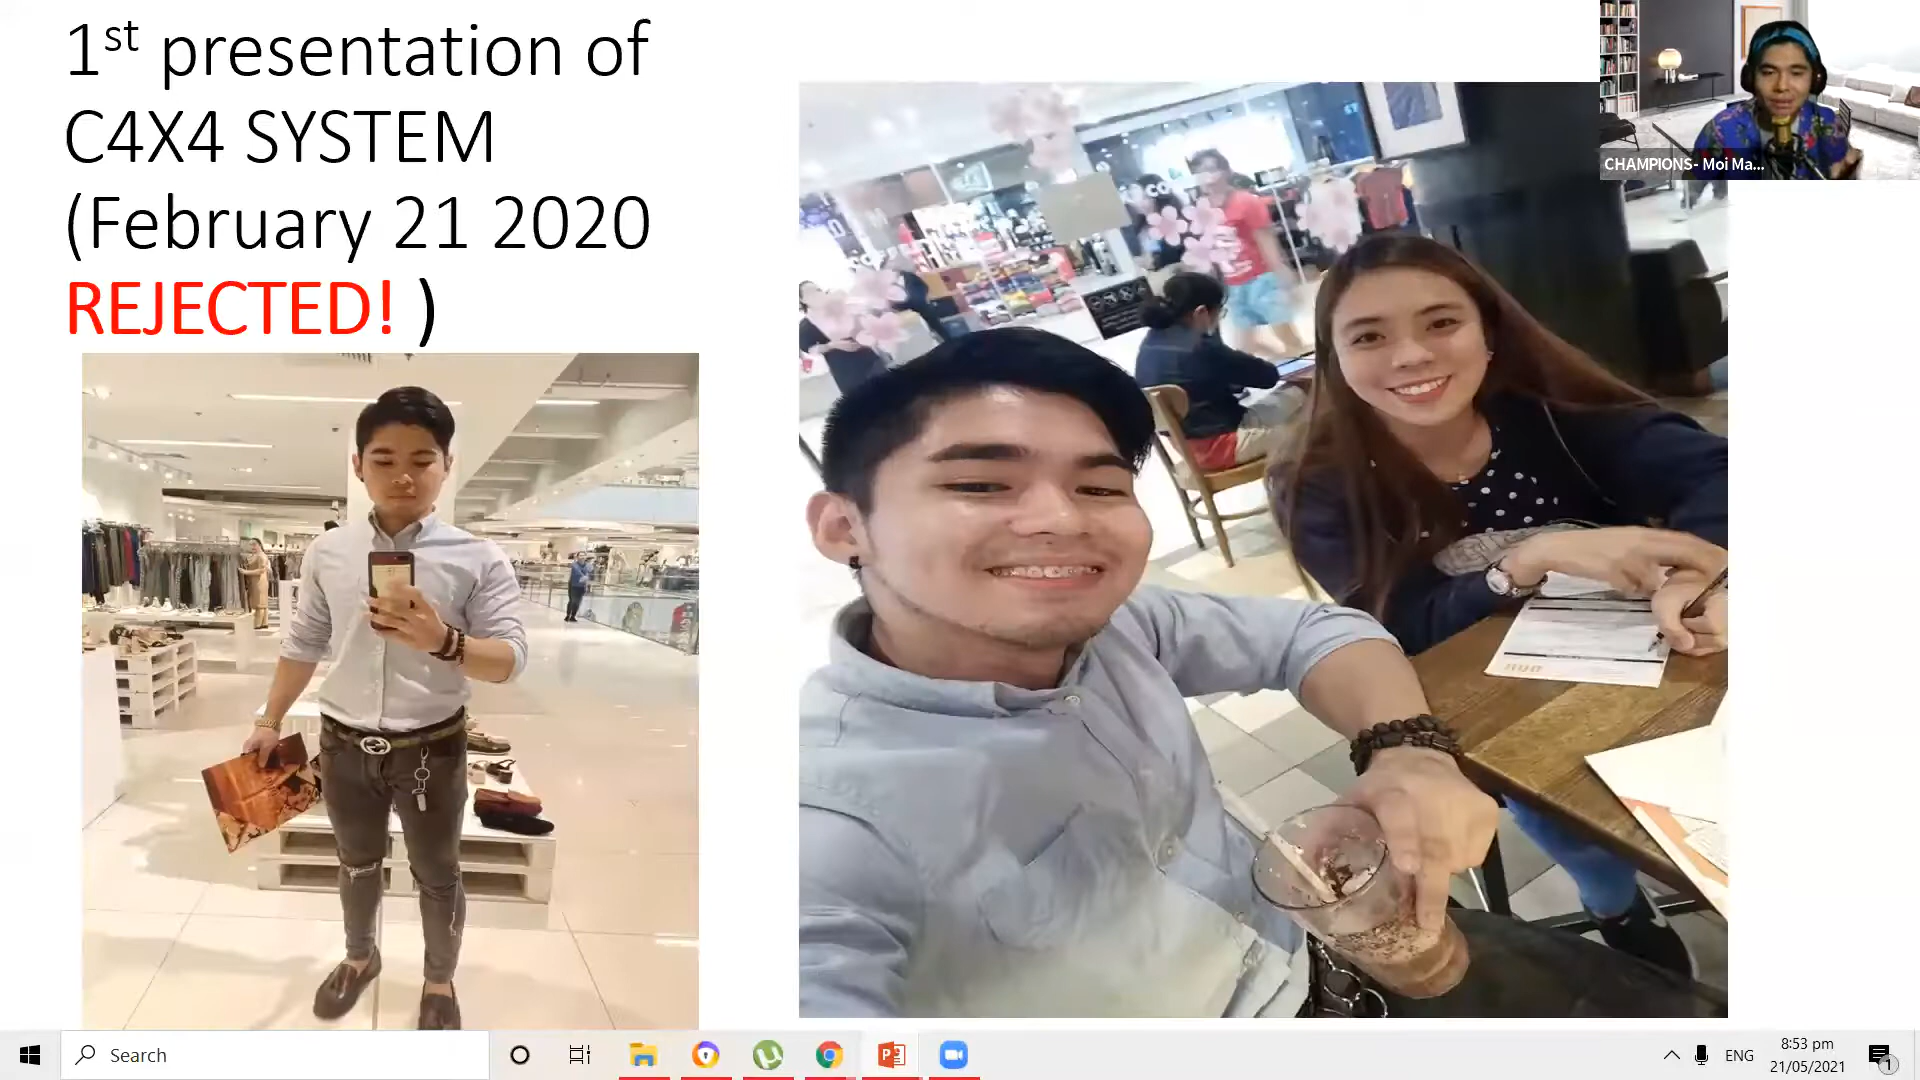 1st presentation of
C4X4 SYSTEM
(February 21 2020
REJECTED! )
CHAMPIONS- Moi Ma...
Search
ENG
8:53 pm
21/05/2021
1